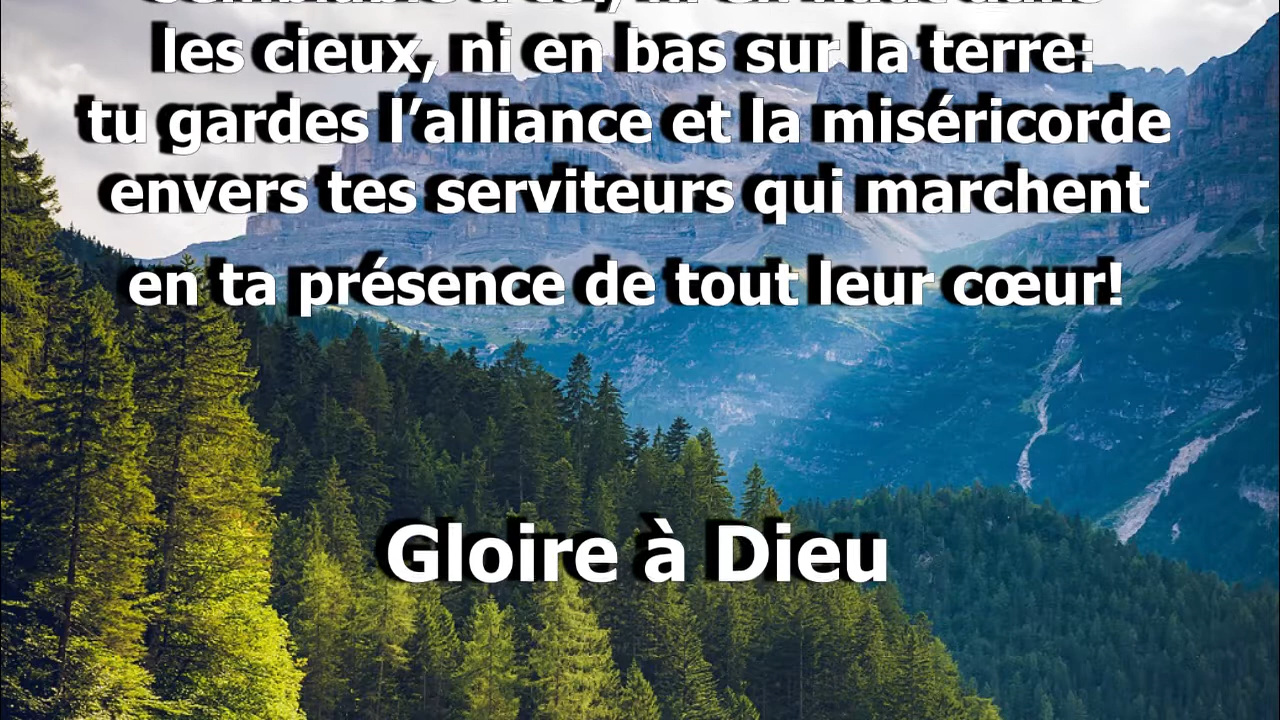 les cieux, ni en bas sur la terre:
tu gardes l’alliance et la miséricorde
envers tes serviteurs qui marchent
en ta présence de tout leur cœur!
Gloire à Dieu